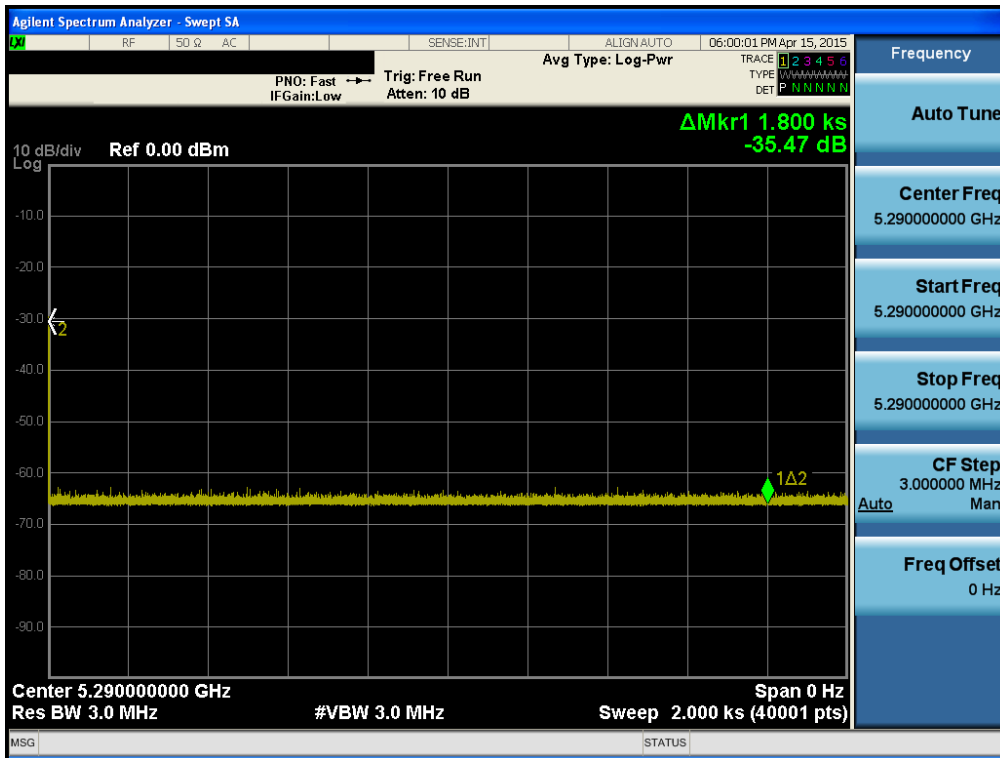 Agilent Spectrum Analyzer - Swept SA
LXI RF 50 Ω AC SENSE:INT ALIGN AUTO 06:00:01 PM Apr 15, 2015
Avg Type: Log-Pwr TRACE 1 2 3 4 5 6
PNO: Fast Trig: Free Run TYPE
IFGain:Low Atten: 10 dB DET P N N N N N
ΔMkr1 1.800 ks
-35.47 dB
10 dB/div Ref 0.00 dBm
Log
-10.0
-20.0
-30.0
2
-40.0
-50.0
-60.0
1Δ2
-70.0
-80.0
-90.0
Center 5.290000000 GHz Span 0 Hz
Res BW 3.0 MHz #VBW 3.0 MHz Sweep 2.000 ks (40001 pts)
MSG STATUS
Frequency
Auto Tune
Center Freq
5.290000000 GHz
Start Freq
5.290000000 GHz
Stop Freq
5.290000000 GHz
CF Step
3.000000 MHz
Auto Man
Freq Offset
0 Hz